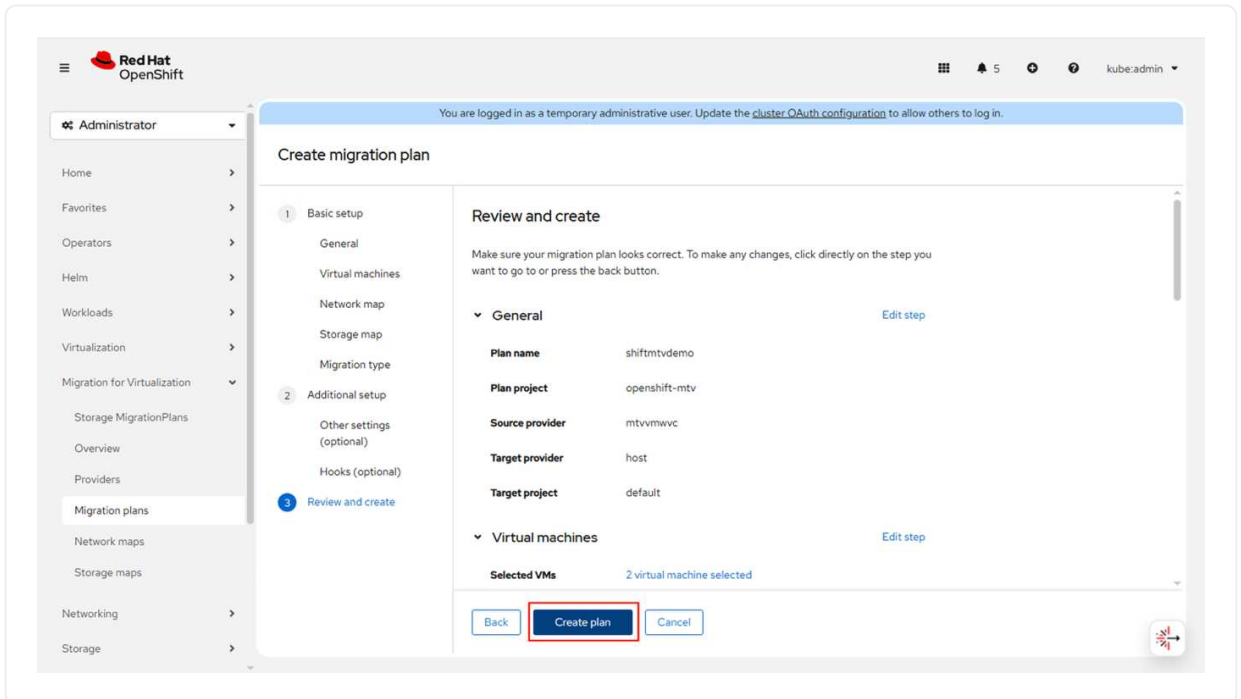 Red Hat
OpenShift
5
kube:admin
Administrator
You are logged in as a temporary administrative user. Update the cluster OAuth configuration to allow others to log in.
Home
Favorites
Operators
Helm
Workloads
Virtualization
Migration for Virtualization
Storage MigrationPlans
Overview
Providers
Migration plans
Network maps
Storage maps
Networking
Storage
Create migration plan
1 Basic setup
General
Virtual machines
Network map
Storage map
Migration type
2 Additional setup
Other settings
(optional)
Hooks (optional)
3 Review and create
Review and create
Make sure your migration plan looks correct. To make any changes, click directly on the step you
want to go to or press the back button.
General Edit step
Plan name shiftmtvdemo
Plan project openshift-mtv
Source provider mtvvmwvc
Target provider host
Target project default
Virtual machines Edit step
Selected VMs 2 virtual machine selected
Back Create plan Cancel